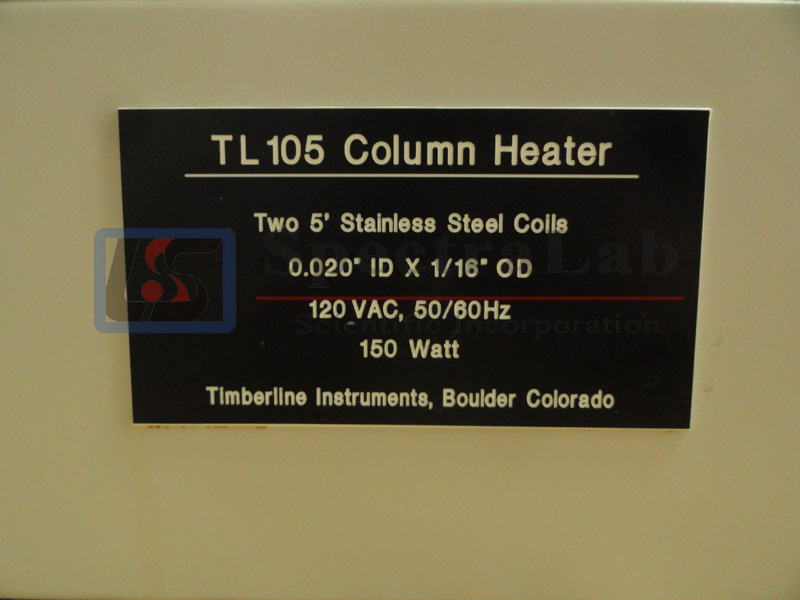 TL105 Column Heater
Two 5' Stainless Steel Coils
0.020" ID X 1/16" OD
120 VAC, 50/60Hz
150 Watt
Timberline Instruments, Boulder Colorado
SpectraLab
Scientific Incorporation